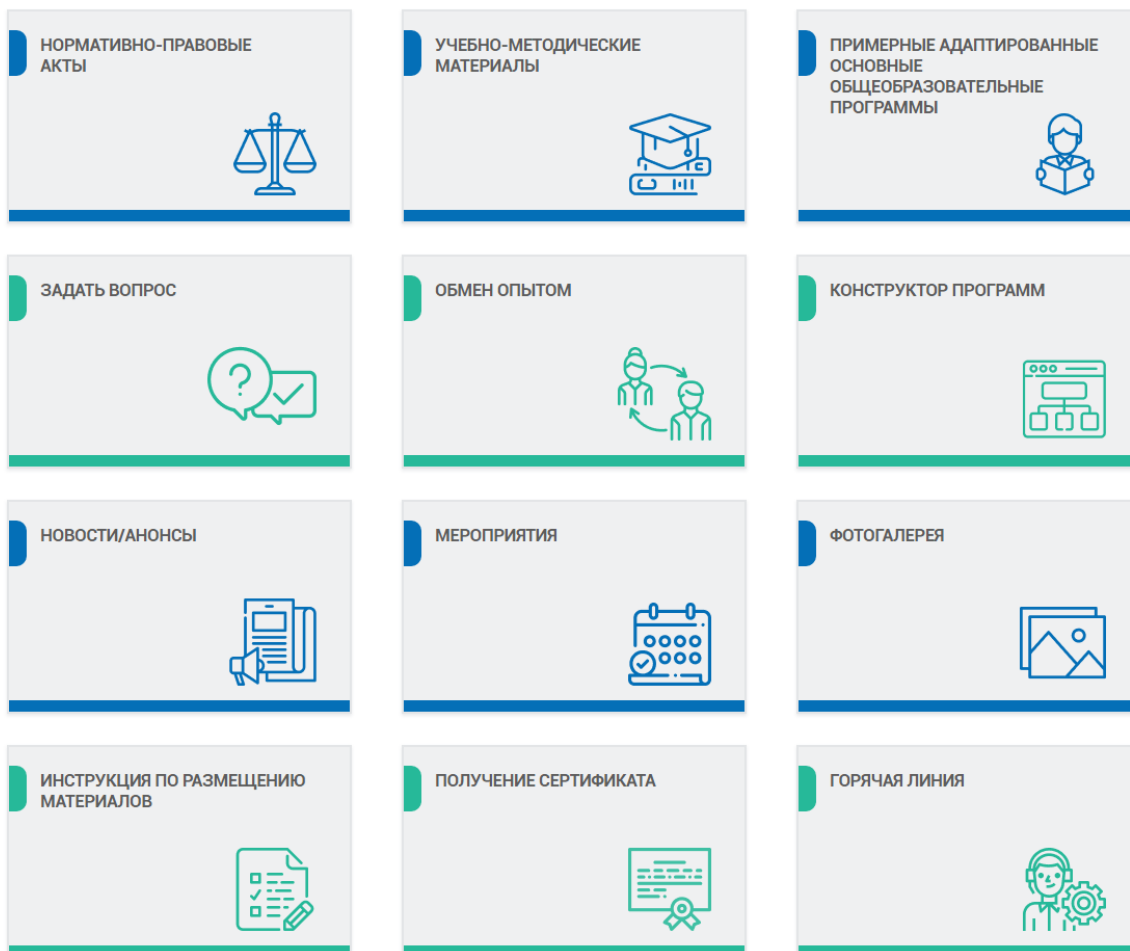 НОРМАТИВНО-ПРАВОВЫЕ
АКТЫ
УЧЕБНО-МЕТОДИЧЕСКИЕ
МАТЕРИАЛЫ
ПРИМЕРНЫЕ АДАПТИРОВАННЫЕ
ОСНОВНЫЕ
ОБЩЕОБРАЗОВАТЕЛЬНЫЕ
ПРОГРАММЫ
ЗАДАТЬ ВОПРОС
ОБМЕН ОПЫТОМ
КОНСТРУКТОР ПРОГРАММ
НОВОСТИ/АНОНСЫ
МЕРОПРИЯТИЯ
ФОТОГАЛЕРЕЯ
ИНСТРУКЦИЯ ПО РАЗМЕЩЕНИЮ
МАТЕРИАЛОВ
ПОЛУЧЕНИЕ СЕРТИФИКАТА
ГОРЯЧАЯ ЛИНИЯ